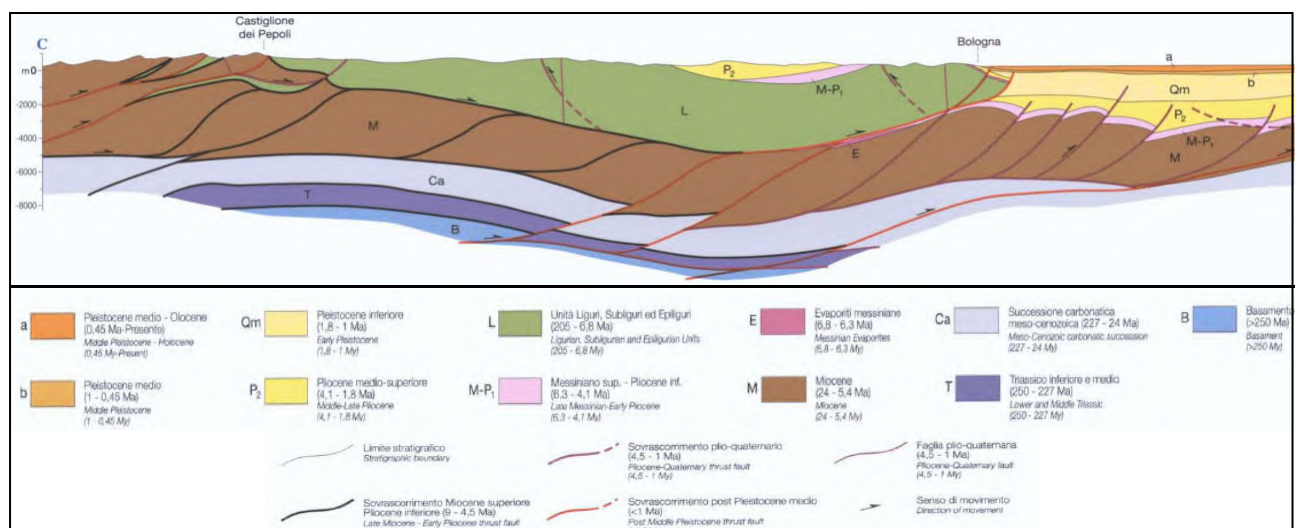 Castiglione
dei Pepoli
C
Bologna
a
m0
P2
b
M-P1
Qm
-2000
L
P2
M
-4000
E
M-P1
M
-6000
Ca
T
-8000
B
a
Pleistocene medio - Olocene
(0,45 Ma-Presente)
Middle Pleistocene - Holocene
(0,45 My-Present)
Qm
Pleistocene inferiore
(1,8 - 1 Ma)
Early Pleistocene
(1,8 - 1 My)
L
Unità Liguri, Subliguri ed Epiliguri
(205 - 6,8 Ma)
Ligurian, Subligurian and Epiligurian Units
(205 - 6,8 My)
E
Evaporiti messiniane
(6,8 - 6,3 Ma)
Messinian Evaporites
(6,8 - 6,3 My)
Ca
Successione carbonatica
meso-cenozoica (227 - 24 Ma)
Meso-Cenozoic carbonatic succession
(227 - 24 My)
B
Basamento
(>250 Ma)
Basament
(>250 My)
b
Pleistocene medio
(1 - 0,45 Ma)
Middle Pleistocene
(1 - 0,45 My)
P2
Pliocene medio-superiore
(4,1 - 1,8 Ma)
Middle-Late Pliocene
(4,1 - 1,8 My)
M-P1
Messiniano sup. - Pliocene inf.
(6,3 - 4,1 Ma)
Late Messinian-Early Pliocene
(6,3 - 4,1 My)
M
Miocene
(24 - 5,4 Ma)
Miocene
(24 - 5,4 My)
T
Triassico inferiore e medio
(250 - 227 Ma)
Lower and Middle Triassic
(250 - 227 My)
Limite stratigrafico
Stratigraphic boundary
Sovrascorrimento plio-quaternario
(4,5 - 1 Ma)
Pliocene-Quaternary thrust fault
(4,5 - 1 My)
Faglia plio-quaternaria
(4,5 - 1 Ma)
Pliocene-Quaternary fault
(4,5 - 1 My)
Sovrascorrimento Miocene superiore
Pliocene inferiore (9 - 4,5 Ma)
Late Miocene - Early Pliocene thrust fault
Sovrascorrimento post Pleistocene medio
(<1 Ma)
Post Middle Pleistocene thrust fault
Senso di movimento
Direction of movement